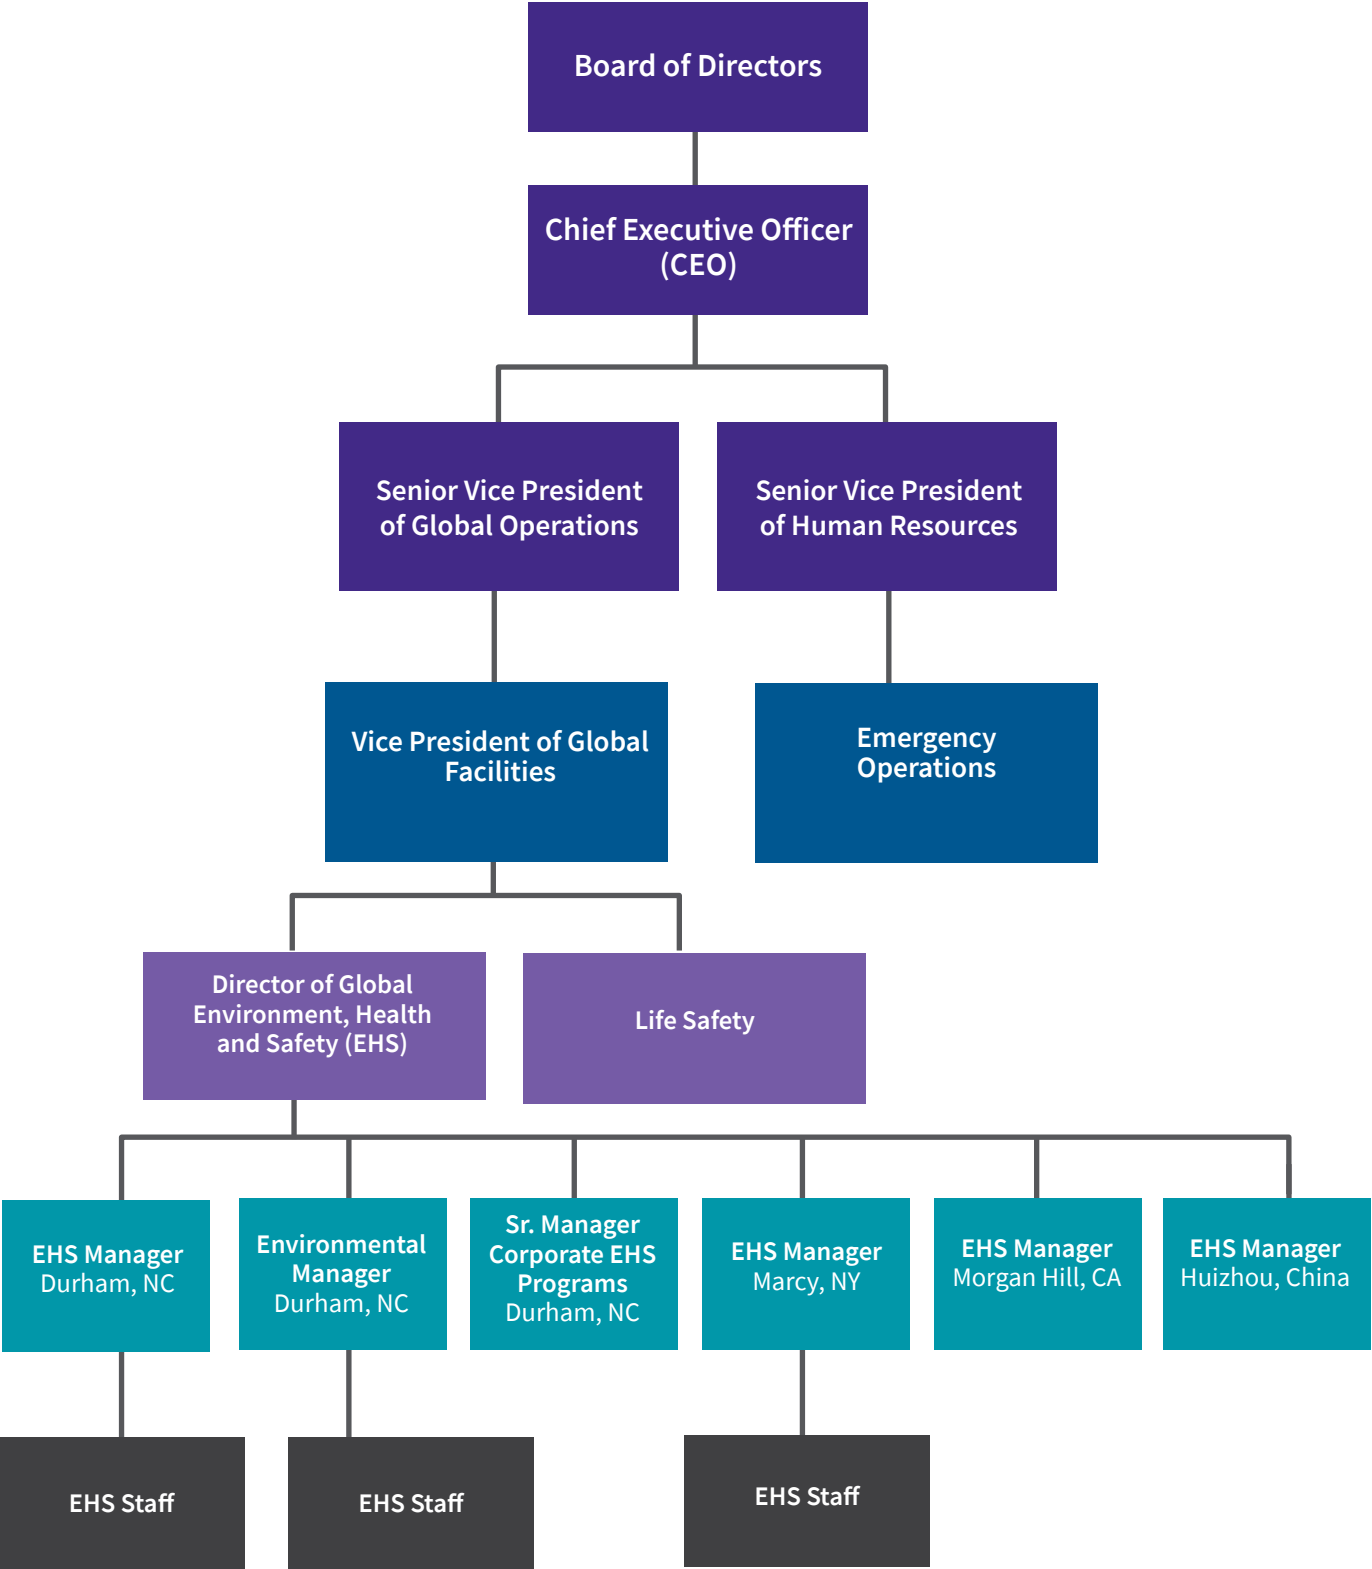 Board of Directors
Chief Executive Officer
(CEO)
Senior Vice President
of Global Operations
Senior Vice President
of Human Resources
Vice President of Global
Facilities
Emergency
Operations
Director of Global
Environment, Health
and Safety (EHS)
Life Safety
EHS Manager
Durham, NC
Environmental
Manager
Durham, NC
Sr. Manager
Corporate EHS
Programs
Durham, NC
EHS Manager
Marcy, NY
EHS Manager
Morgan Hill, CA
EHS Manager
Huizhou, China
EHS Staff
EHS Staff
EHS Staff